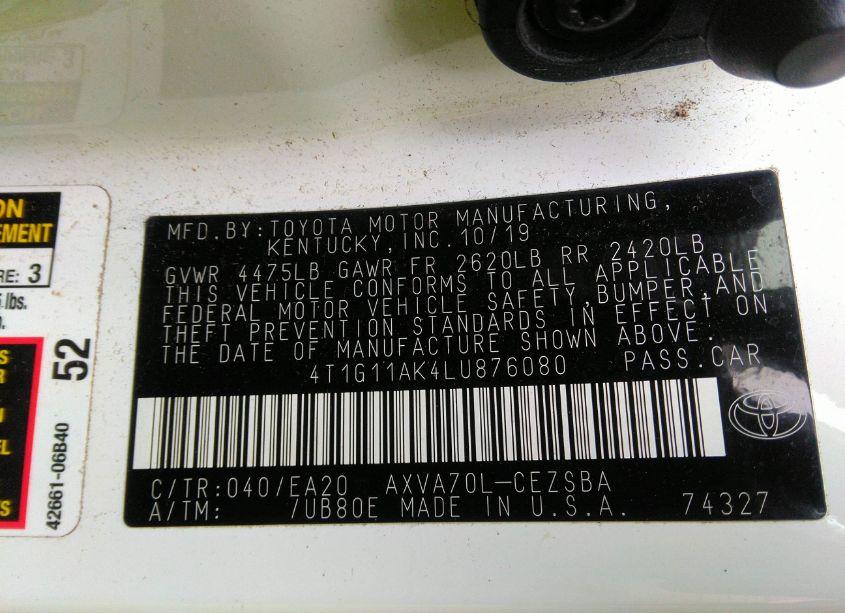 ON
EMENT
RE: 3
lbs.
S
R
N
EL
S
52
42661-06B40
MFD.BY:TOYOTA MOTOR MANUFACTURING,
KENTUCKY,INC.10/19
GVWR 4475LB GAWR FR 2620LB RR 2420LB
THIS VEHICLE CONFORMS TO ALL APPLICABLE
FEDERAL MOTOR VEHICLE SAFETY,BUMPER,AND
THEFT PREVENTION STANDARDS IN EFFECT ON
THE DATE OF MANUFACTURE SHOWN ABOVE.
4T1G11AK4LU876080 PASS.CAR
C/TR:040/EA20 AXVA70L-CEZSBA
A/TM: 7UB80E MADE IN U.S.A. 74327